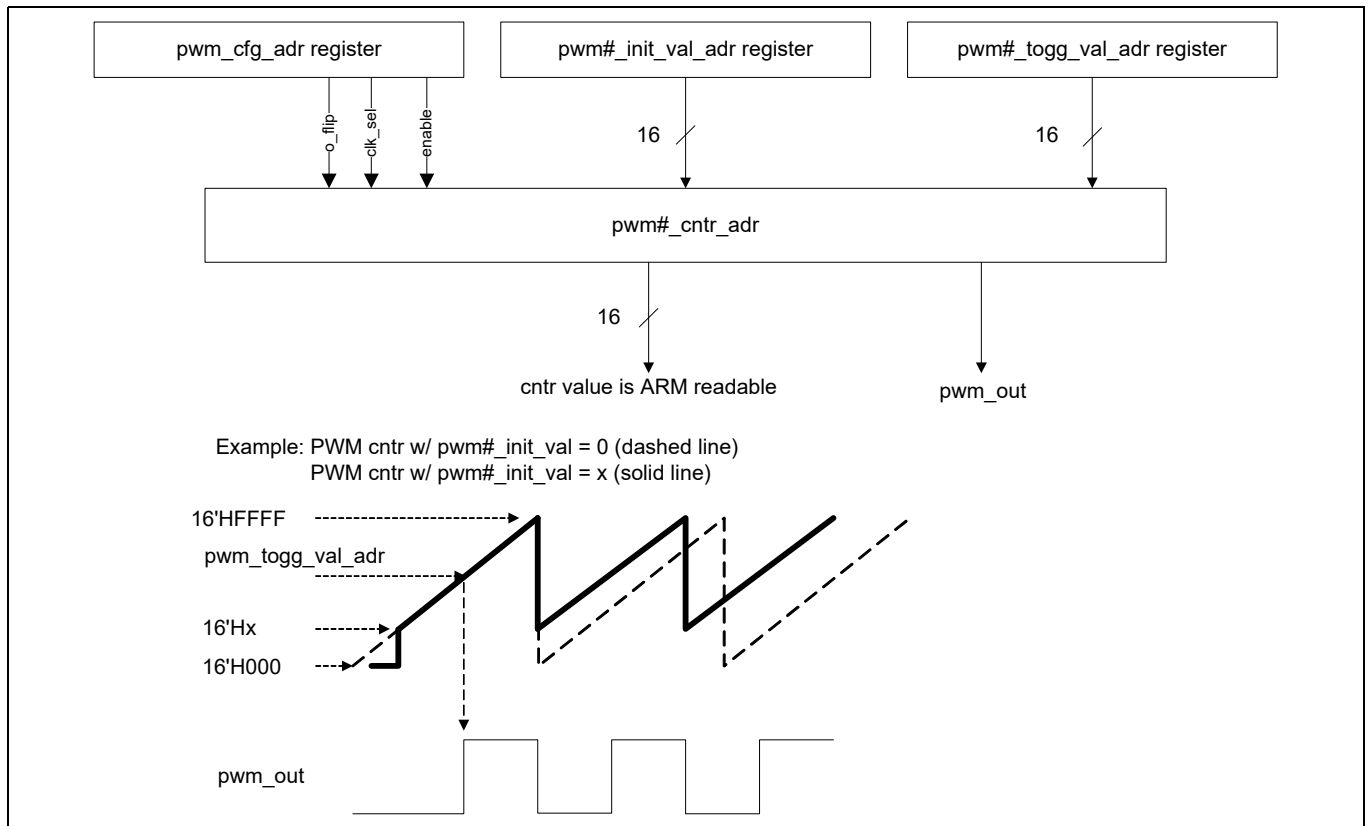 pwm_cfg_adr register
pwm#_init_val_adr register
pwm#_togg_val_adr register
o_flip
clk_sel
enable
16
16
pwm#_cntr_adr
16
cntr value is ARM readable
pwm_out
Example: PWM cntr w/ pwm#_init_val = 0 (dashed line)
PWM cntr w/ pwm#_init_val = x (solid line)
16'HFFFF
pwm_togg_val_adr
16'Hx
16'H000
pwm_out